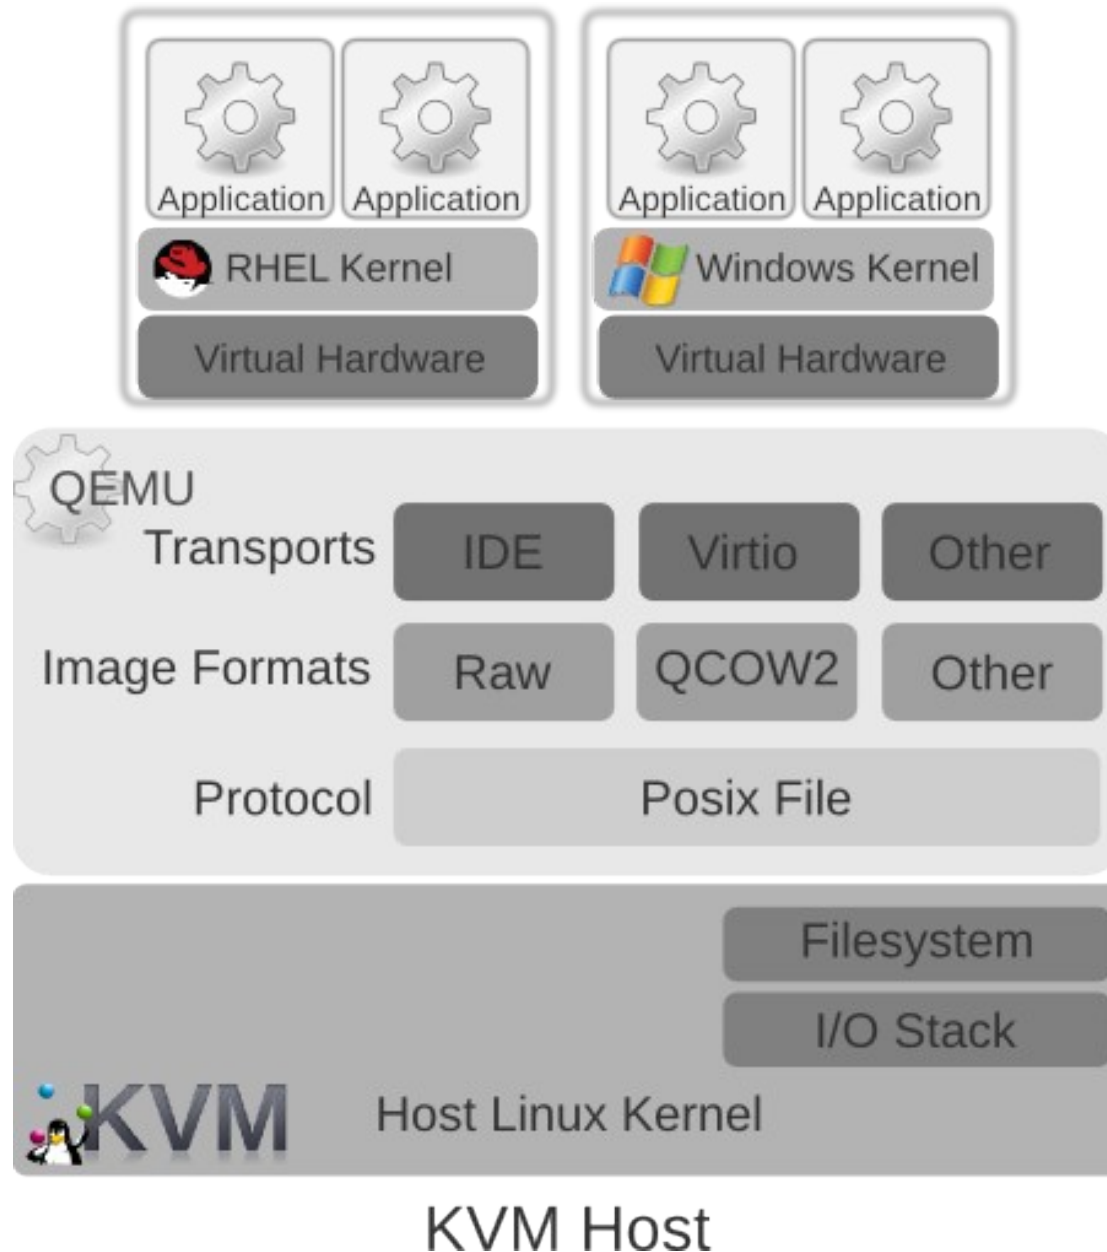 Application Application Application Application
RHEL Kernel Windows Kernel
Virtual Hardware Virtual Hardware
QEMU
Transports IDE Virtio Other
Image Formats Raw QCOW2 Other
Protocol Posix File
Filesystem
I/O Stack
KVM Host Linux Kernel
KVM Host